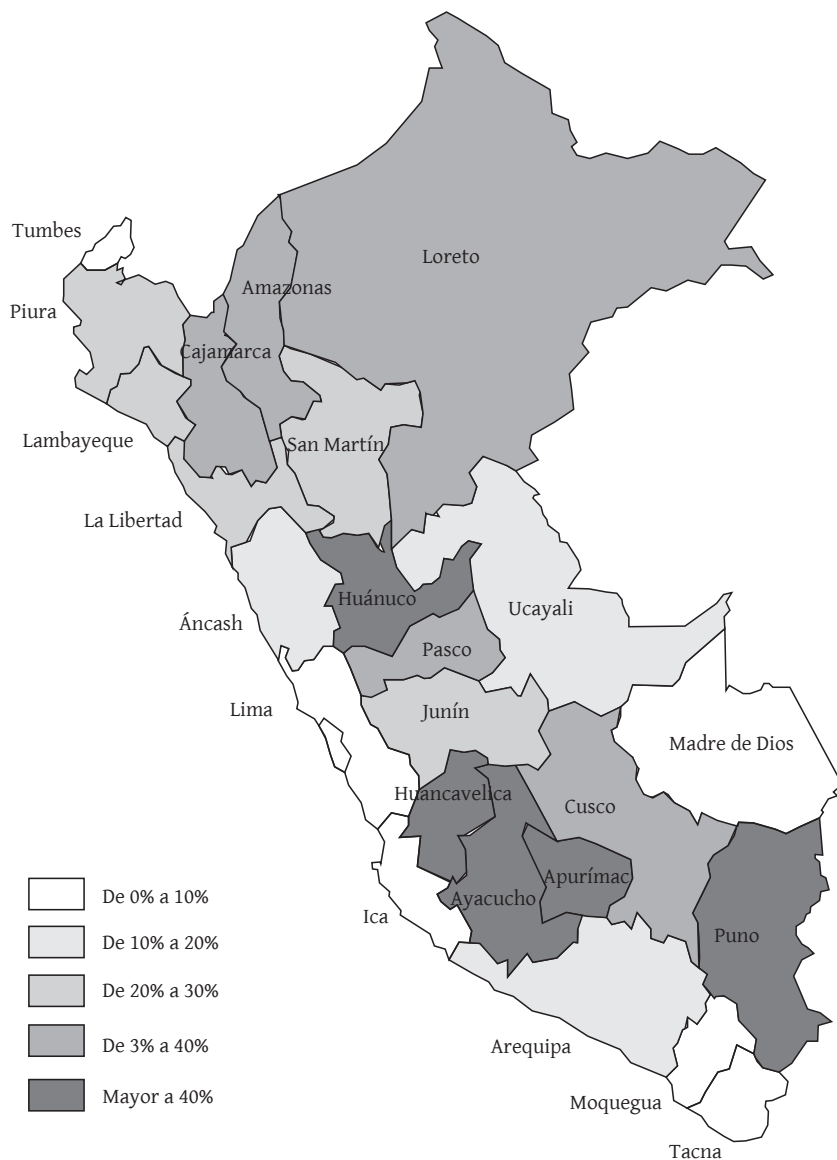 Tumbes
Loreto
Amazonas
Piura
Cajamarca
Lambayeque
San Martín
La Libertad
Huánuco
Ucayali
Áncash
Pasco
Lima
Junín
Madre de Dios
Huancavelica
Cusco
Apurímac
Ayacucho
Ica
Puno
Arequipa
Moquegua
Tacna
De 0% a 10%
De 10% a 20%
De 20% a 30%
De 3% a 40%
Mayor a 40%